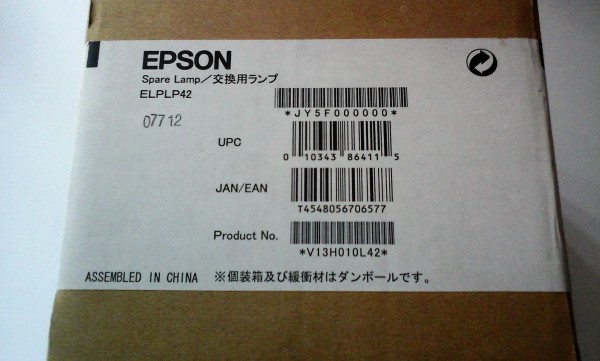 EPSON
Spare Lamp／交換用ランプ
ELPLP42
07712
*JY5F000000*
UPC
0 10343 86411 5
JAN/EAN
T4548056706577
Product No.
*V13H010L42*
ASSEMBLED IN CHINA ※個装箱及び緩衝材はダンボールです。